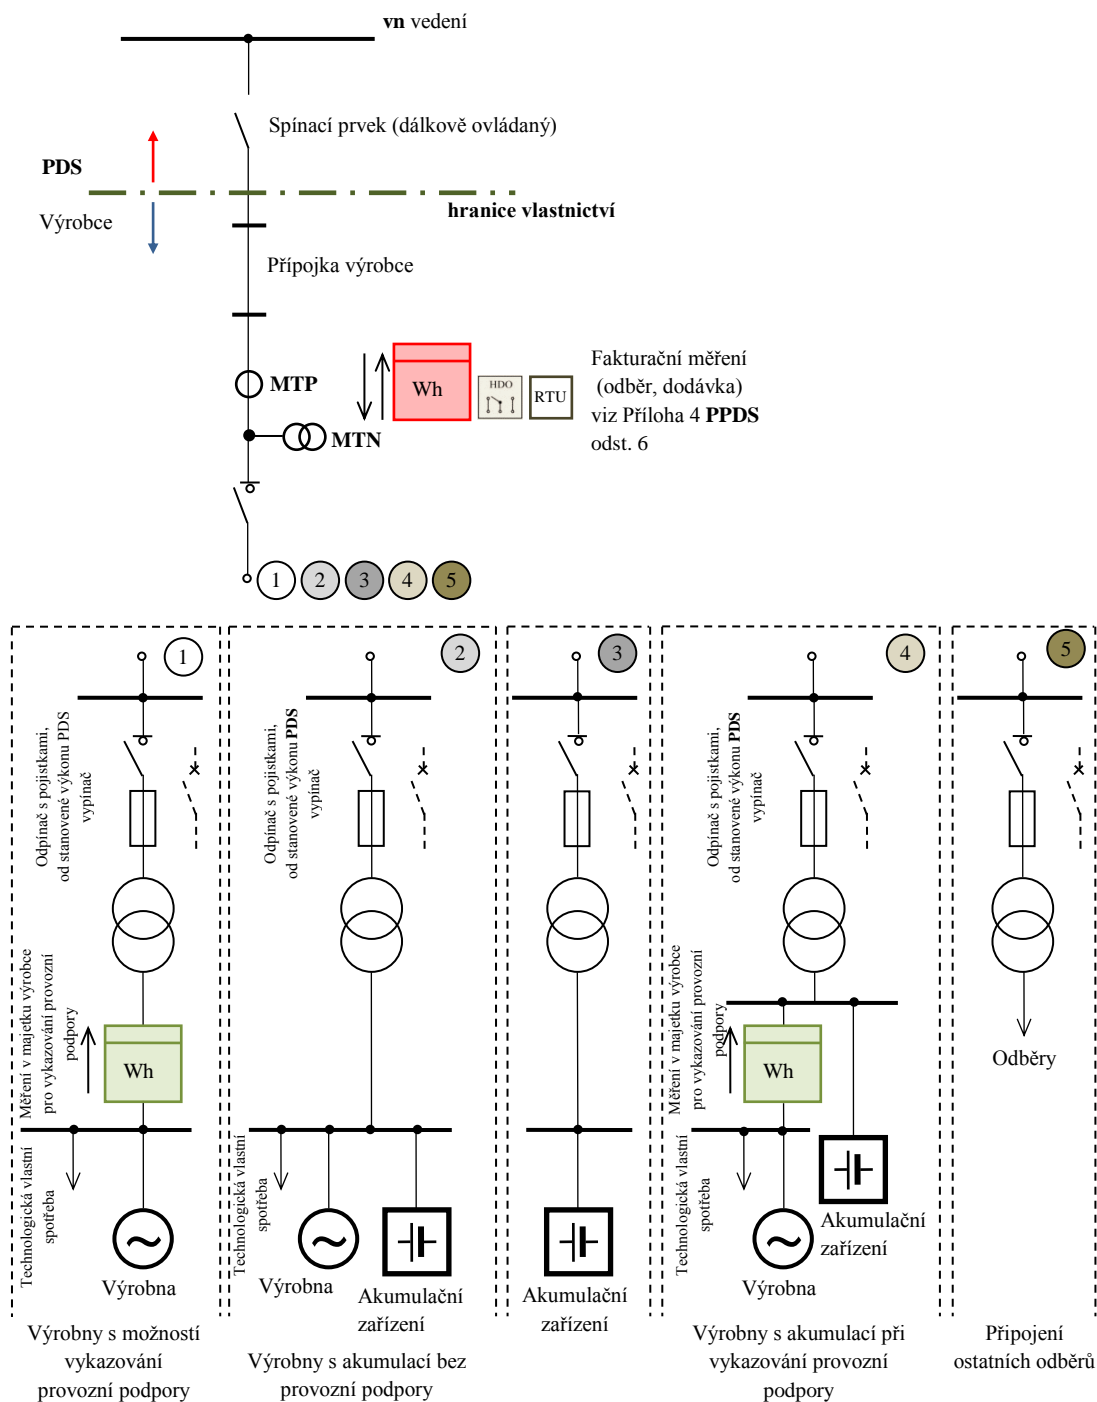 vn vedení
Spínací prvek (dálkově ovládaný)
PDS
hranice vlastnictví
Výrobce
Přípojka výrobce
MTP
Wh
HDO
RTU
Fakturační měření
(odběr, dodávka)
viz Příloha 4 PPDS
odst. 6
MTN
1 2 3 4 5
1
Odpínač s pojistkami,
od stanovené výkonu PDS
vypínač
Měření v majetku výrobce
pro vykazování provozní
podpory
Wh
Technologická vlastní
spotřeba
Výrobna
Výrobny s možností
vykazování
provozní podpory
2
Odpínač s pojistkami,
od stanovené výkonu PDS
vypínač
Technologická vlastní
spotřeba
Výrobna
Akumulační
zařízení
Výrobny s akumulací bez
provozní podpory
3
Akumulační
zařízení
4
Odpínač s pojistkami,
od stanovené výkonu PDS
vypínač
Měření v majetku výrobce
pro vykazování provozní
podpory
Wh
Technologická vlastní
spotřeba
Akumulační
zařízení
Výrobna
Výrobny s akumulací při
vykazování provozní
podpory
5
Odběry
Připojení
ostatních odběrů